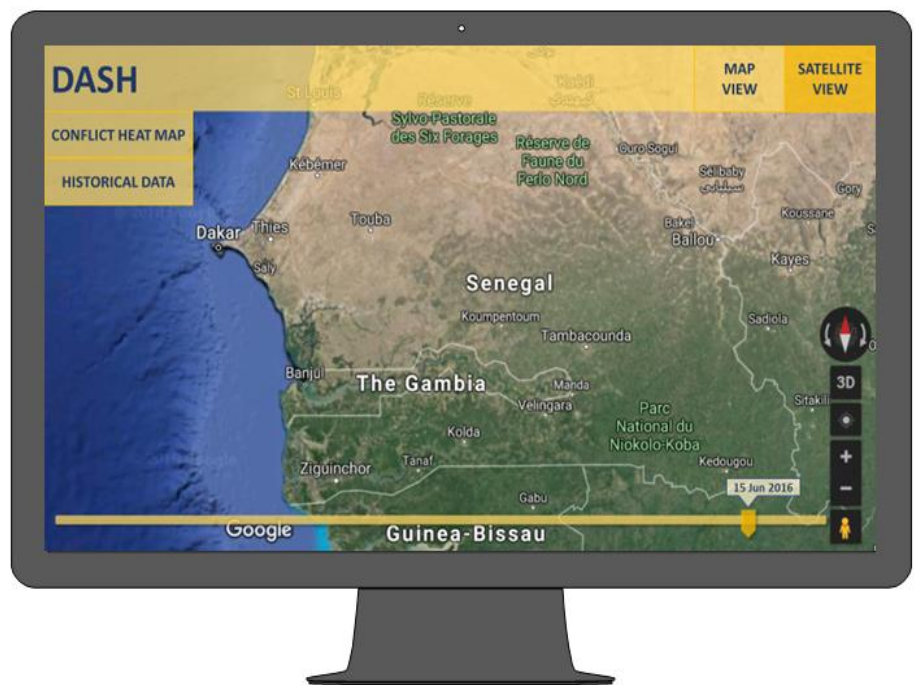 DASH
MAP
VIEW
SATELLITE
VIEW
CONFLICT HEAT MAP
HISTORICAL DATA
St Louis
Réserve
Sylvo-Pastorale
des Six Forages
Kaédi
Réserve de
Faune du
Ferlo Nord
Ouro Sogui
Kébémer
Sélibaby
سيليبابي
Gory
Dakar
Thies
Touba
Bakel
Ballou
Koussane
Kayes
Saly
Senegal
Koumpentoum
Tambacounda
Sadiola
Banjul
The Gambia
Manda
Velingara
3D
Sitakili
Parc
National du
Niokolo-Koba
Kolda
Ziguinchor
Tanaf
Kedougou
15 Jun 2016
Gabu
Google
Guinea-Bissau